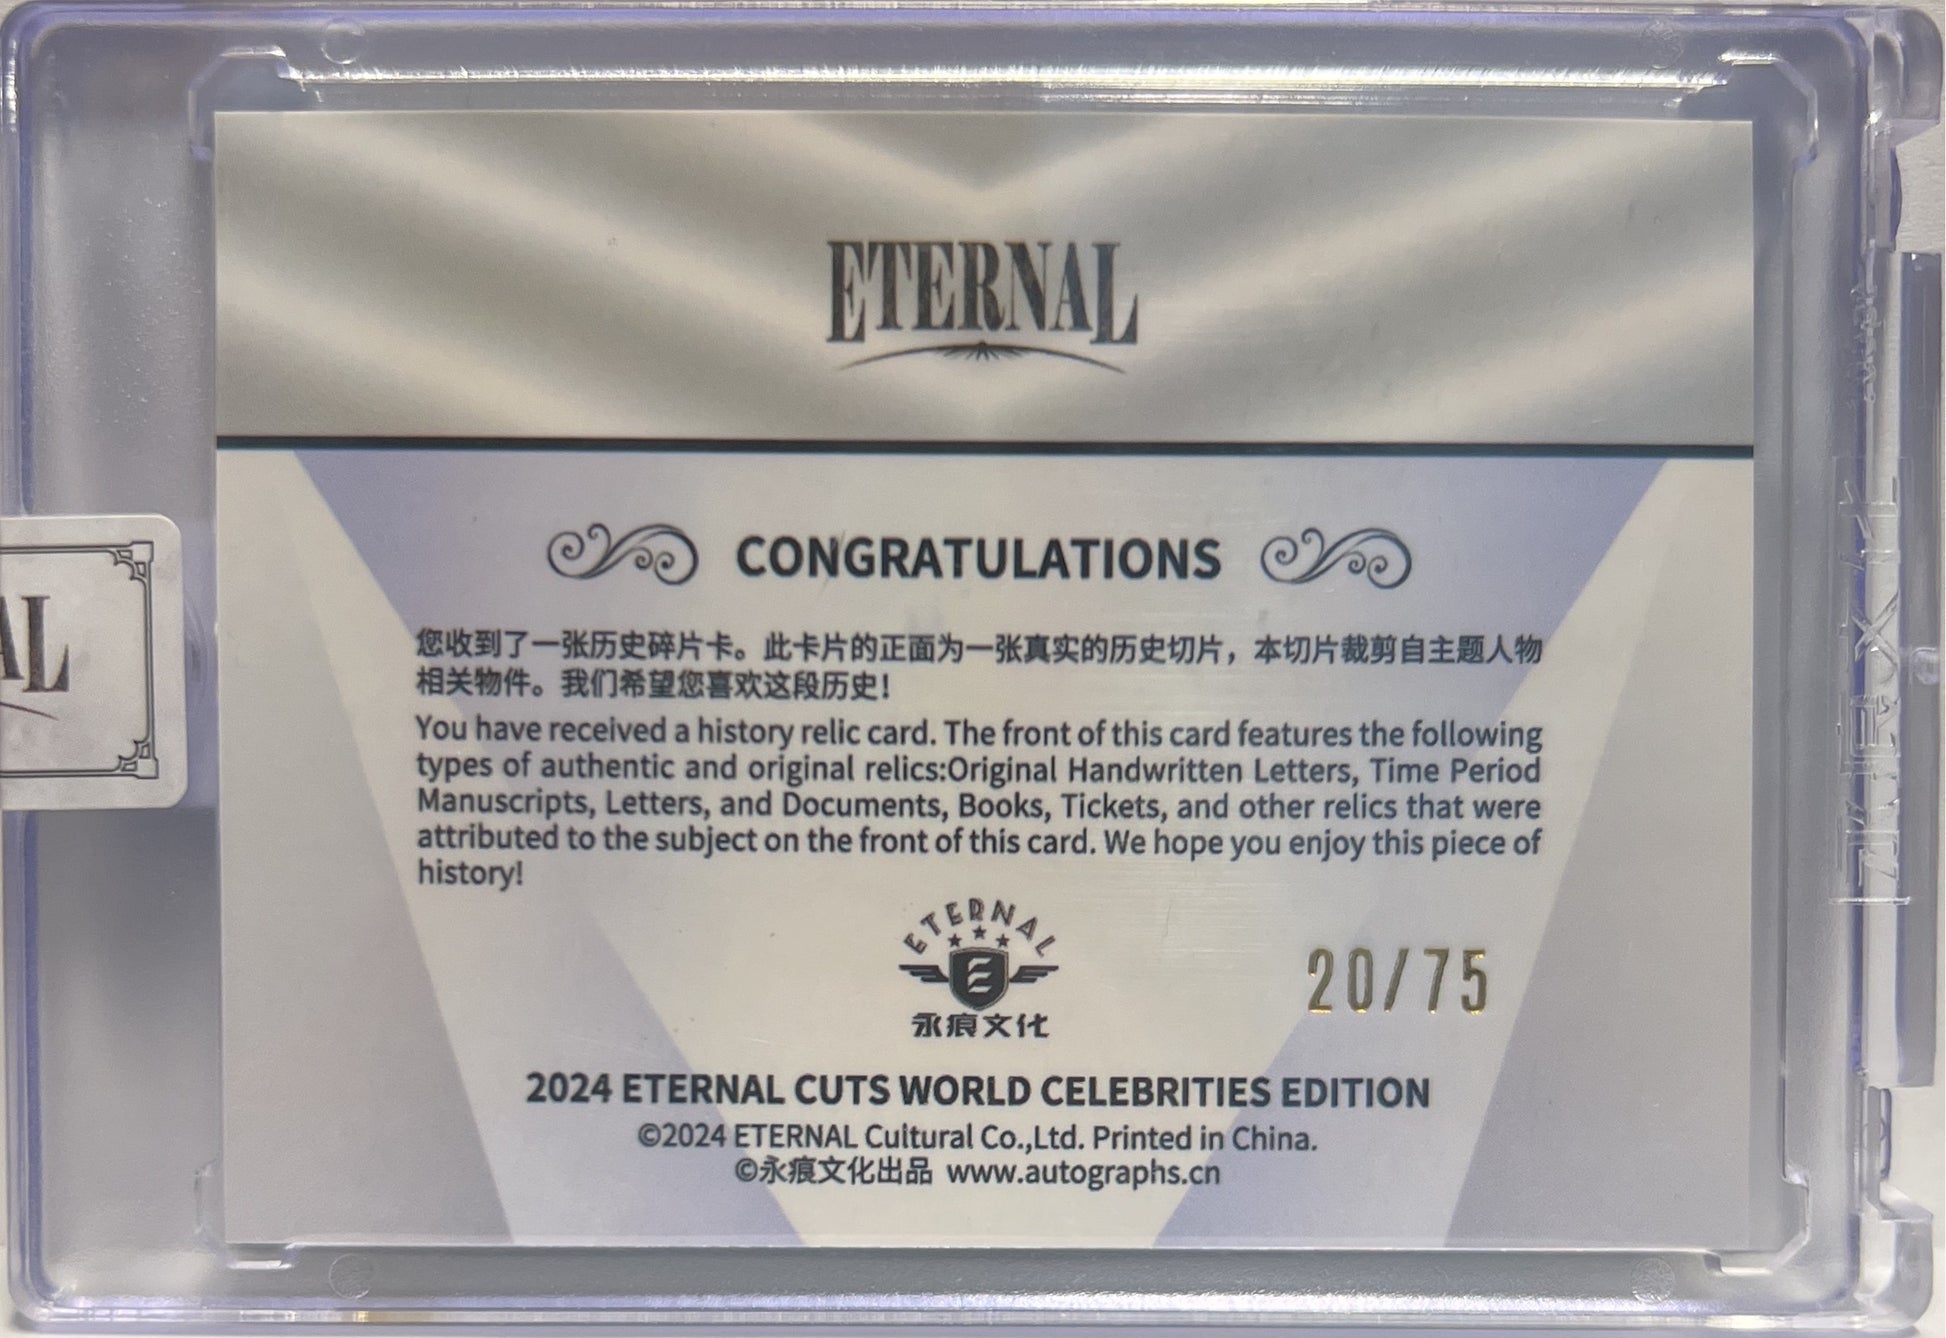 ETERNAL
CONGRATULATIONS
您收到了一张历史碎片卡。此卡片的正面为一张真实的历史切片，本切片裁剪自主题人物
相关物件。我们希望您喜欢这段历史！
You have received a history relic card. The front of this card features the following
types of authentic and original relics:Original Handwritten Letters, Time Period
Manuscripts, Letters, and Documents, Books, Tickets, and other relics that were
attributed to the subject on the front of this card. We hope you enjoy this piece of
history!
ETERNAL
E
永痕文化
20/75
2024 ETERNAL CUTS WORLD CELEBRITIES EDITION
©2024 ETERNAL Cultural Co.,Ltd. Printed in China.
©永痕文化出品 www.autographs.cn
AL
永痕文化